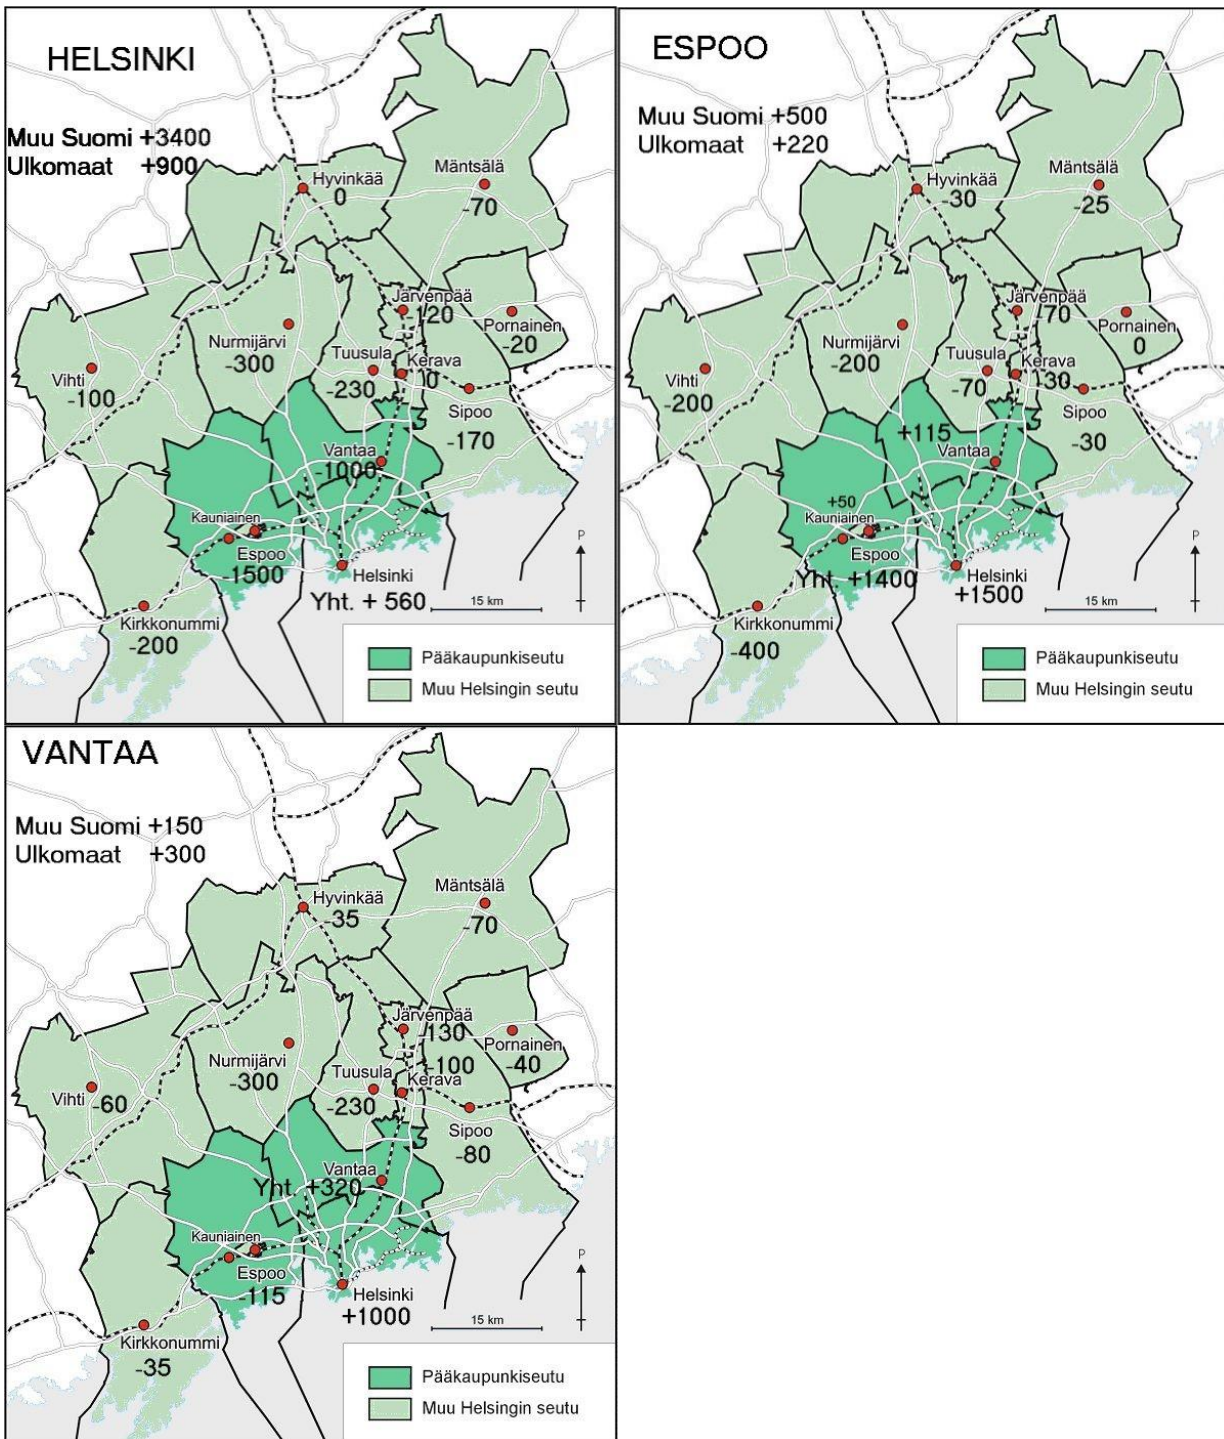 HELSINKI
Muu Suomi +3400
Ulkomaat +900
Hyvinkää
0
Mäntsälä
-70
Järvenpää
-120
Pornainen
-20
Nurmijärvi
-300
Tuusula
-230
Kerava
Vihti
-100
Sipoo
-170
Vantaa
-1000
Kauniainen
Espoo
-1500
Helsinki
Yht. + 560
Kirkkonummi
-200
P
15 km
Pääkaupunkiseutu
Muu Helsingin seutu
ESPOO
Muu Suomi +500
Ulkomaat +220
Hyvinkää
-30
Mäntsälä
-25
Järvenpää
-70
Pornainen
0
Nurmijärvi
-200
Tuusula
-70
Kerava
-30
Vihti
-200
Sipoo
-30
+115
Vantaa
+50
Kauniainen
Espoo
Yht. +1400
Helsinki
+1500
Kirkkonummi
-400
P
15 km
Pääkaupunkiseutu
Muu Helsingin seutu
VANTAA
Muu Suomi +150
Ulkomaat +300
Hyvinkää
-35
Mäntsälä
-70
Järvenpää
-130
Pornainen
-40
Nurmijärvi
-300
Tuusula
-230
-100
Kerava
Vihti
-60
Sipoo
-80
Vantaa
Yht. +320
Kauniainen
Espoo
-115
Helsinki
+1000
Kirkkonummi
-35
P
15 km
Pääkaupunkiseutu
Muu Helsingin seutu